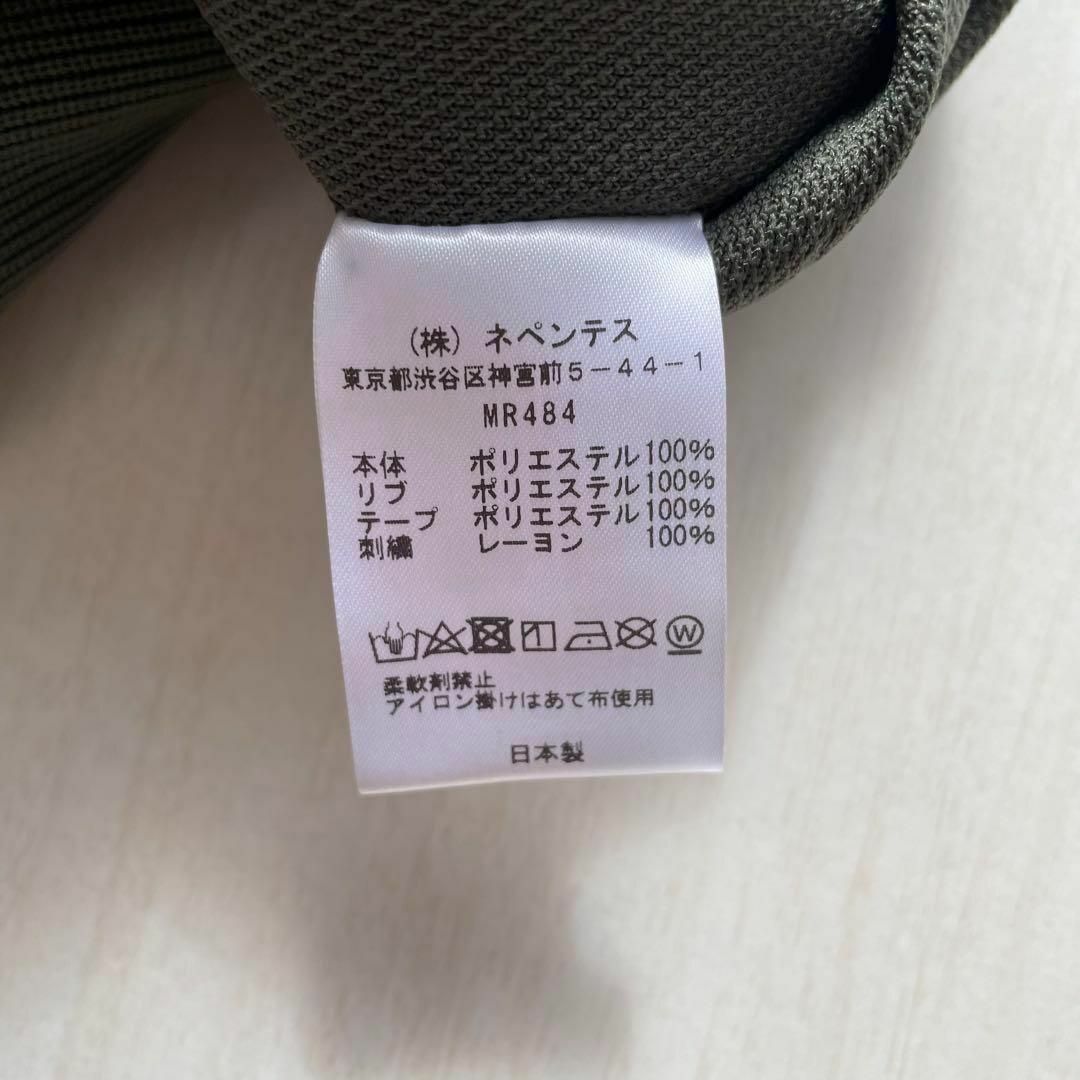 (株) ネペンテス
東京都渋谷区神宮前5-44-1
MR484
本体 ポリエステル100%
リブ ポリエステル100%
テープ ポリエステル100%
刺繍 レーヨン 100%
W
柔軟剤禁止
アイロン掛けはあて布使用
日本製